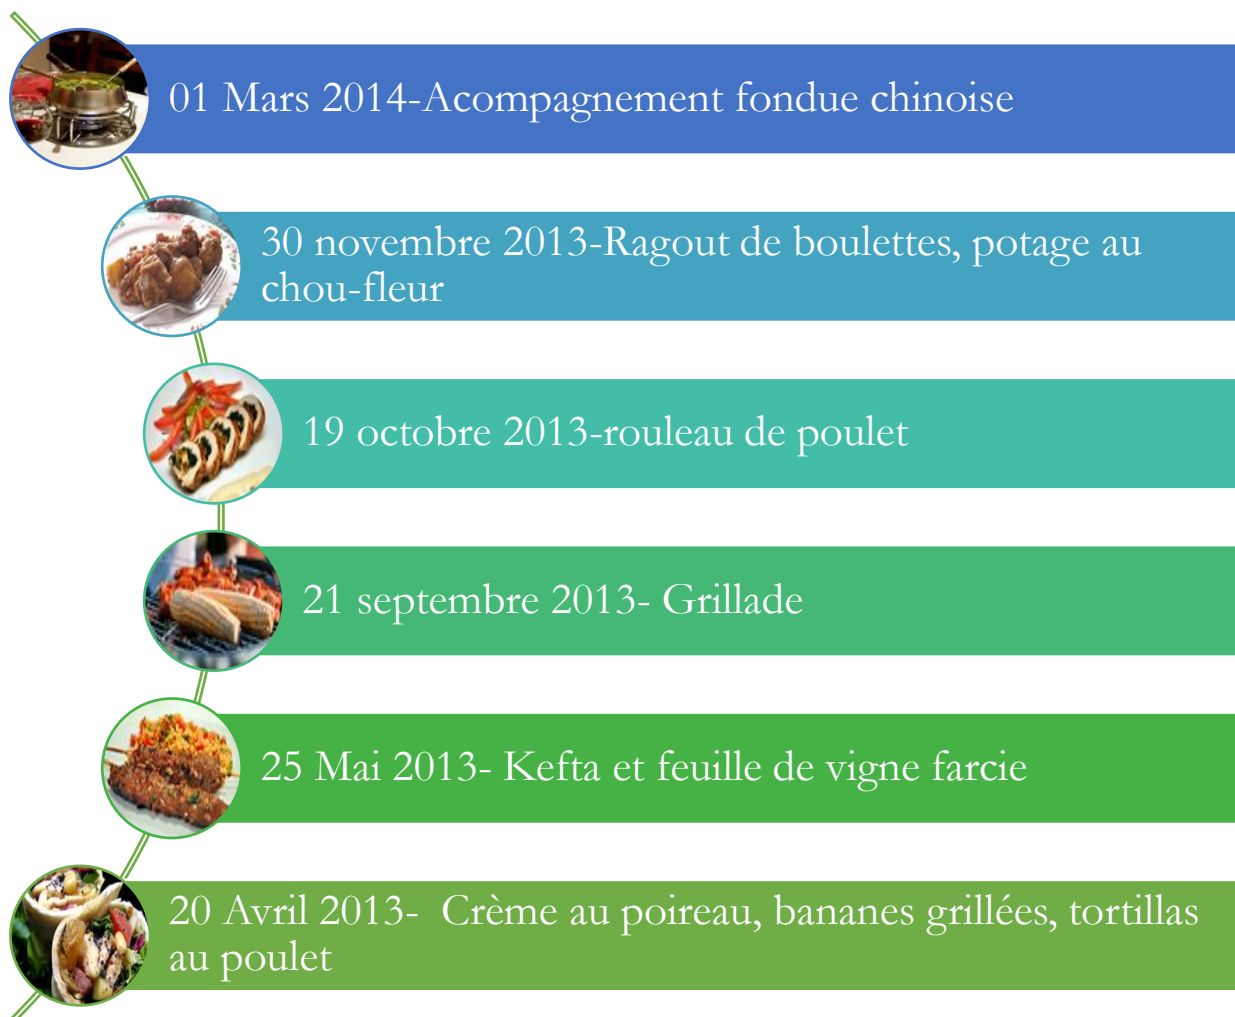 01 Mars 2014-Acompagnement fondue chinoise
30 novembre 2013-Ragout de boulettes, potage au
chou-fleur
19 octobre 2013-rouleau de poulet
21 septembre 2013- Grillade
25 Mai 2013- Kefta et feuille de vigne farcie
20 Avril 2013-  Crème au poireau, bananes grillées, tortillas
au poulet